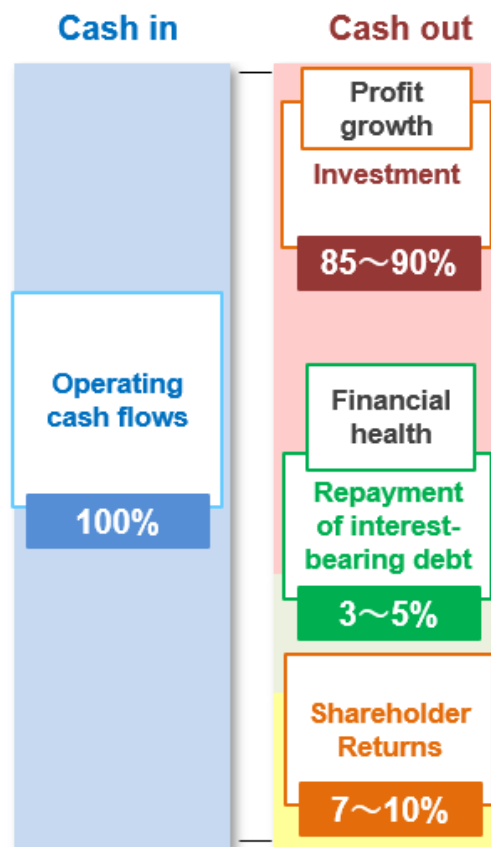 Cash in
Cash out
Profit
growth
Investment
85～90%
Operating
cash flows
100%
Financial
health
Repayment
of interest-
bearing debt
3～5%
Shareholder
Returns
7～10%